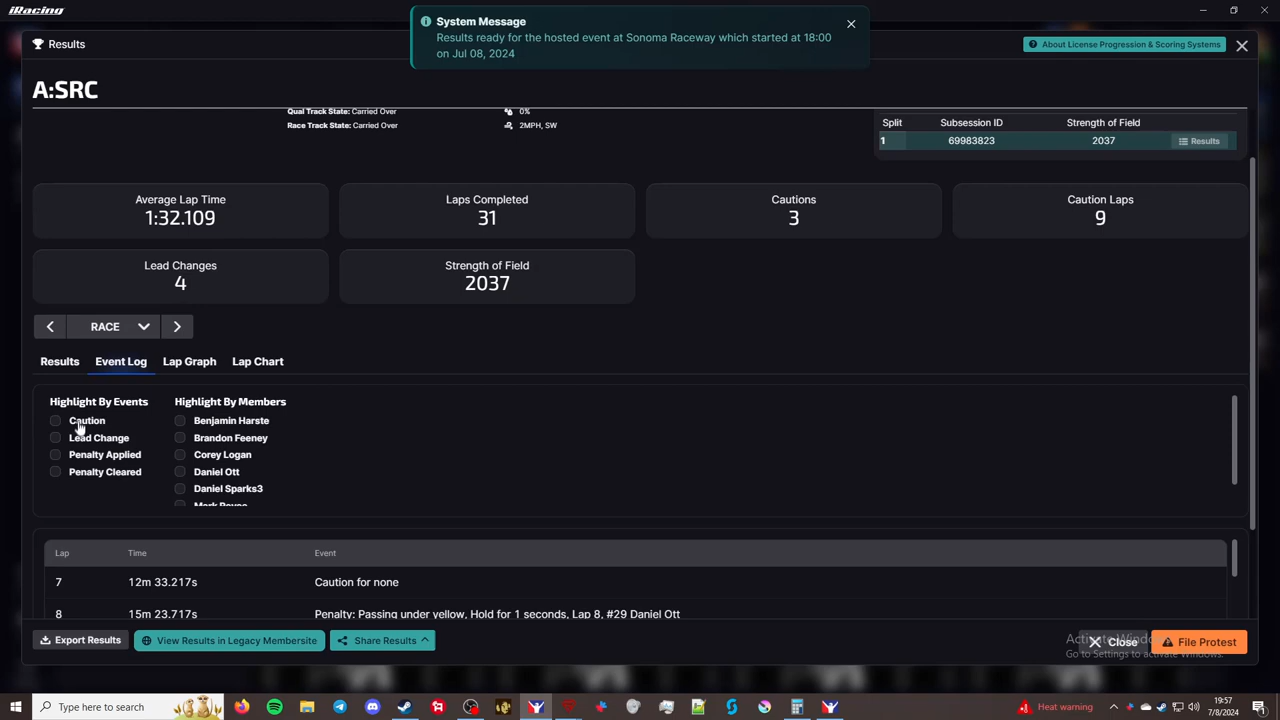 iRacing
System Message
Results ready for the hosted event at Sonoma Raceway which started at 18:00
on Jul 08, 2024
Results
About License Progression & Scoring Systems
A:SRC
Qual Track State: Carried Over
0%
Race Track State: Carried Over
2MPH, SW
Split
Subsession ID
Strength of Field
1
69983823
2037
Results
Average Lap Time
1:32.109
Laps Completed
31
Cautions
3
Caution Laps
9
Lead Changes
4
Strength of Field
2037
RACE
Results
Event Log
Lap Graph
Lap Chart
Highlight By Events
Highlight By Members
Caution
Benjamin Harste
Lead Change
Brandon Feeney
Penalty Applied
Corey Logan
Penalty Cleared
Daniel Ott
Daniel Sparks3
Lap
Time
Event
7
12m 33.217s
Caution for none
8
15m 23.717s
Penalty: Passing under yellow, Hold for 1 seconds, Lap 8, #29 Daniel Ott
Export Results
View Results in Legacy Membersite
Share Results
Close
File Protest
Go to Settings to activate Windows.
Type here to search
Heat warning
19:57
7/8/2024